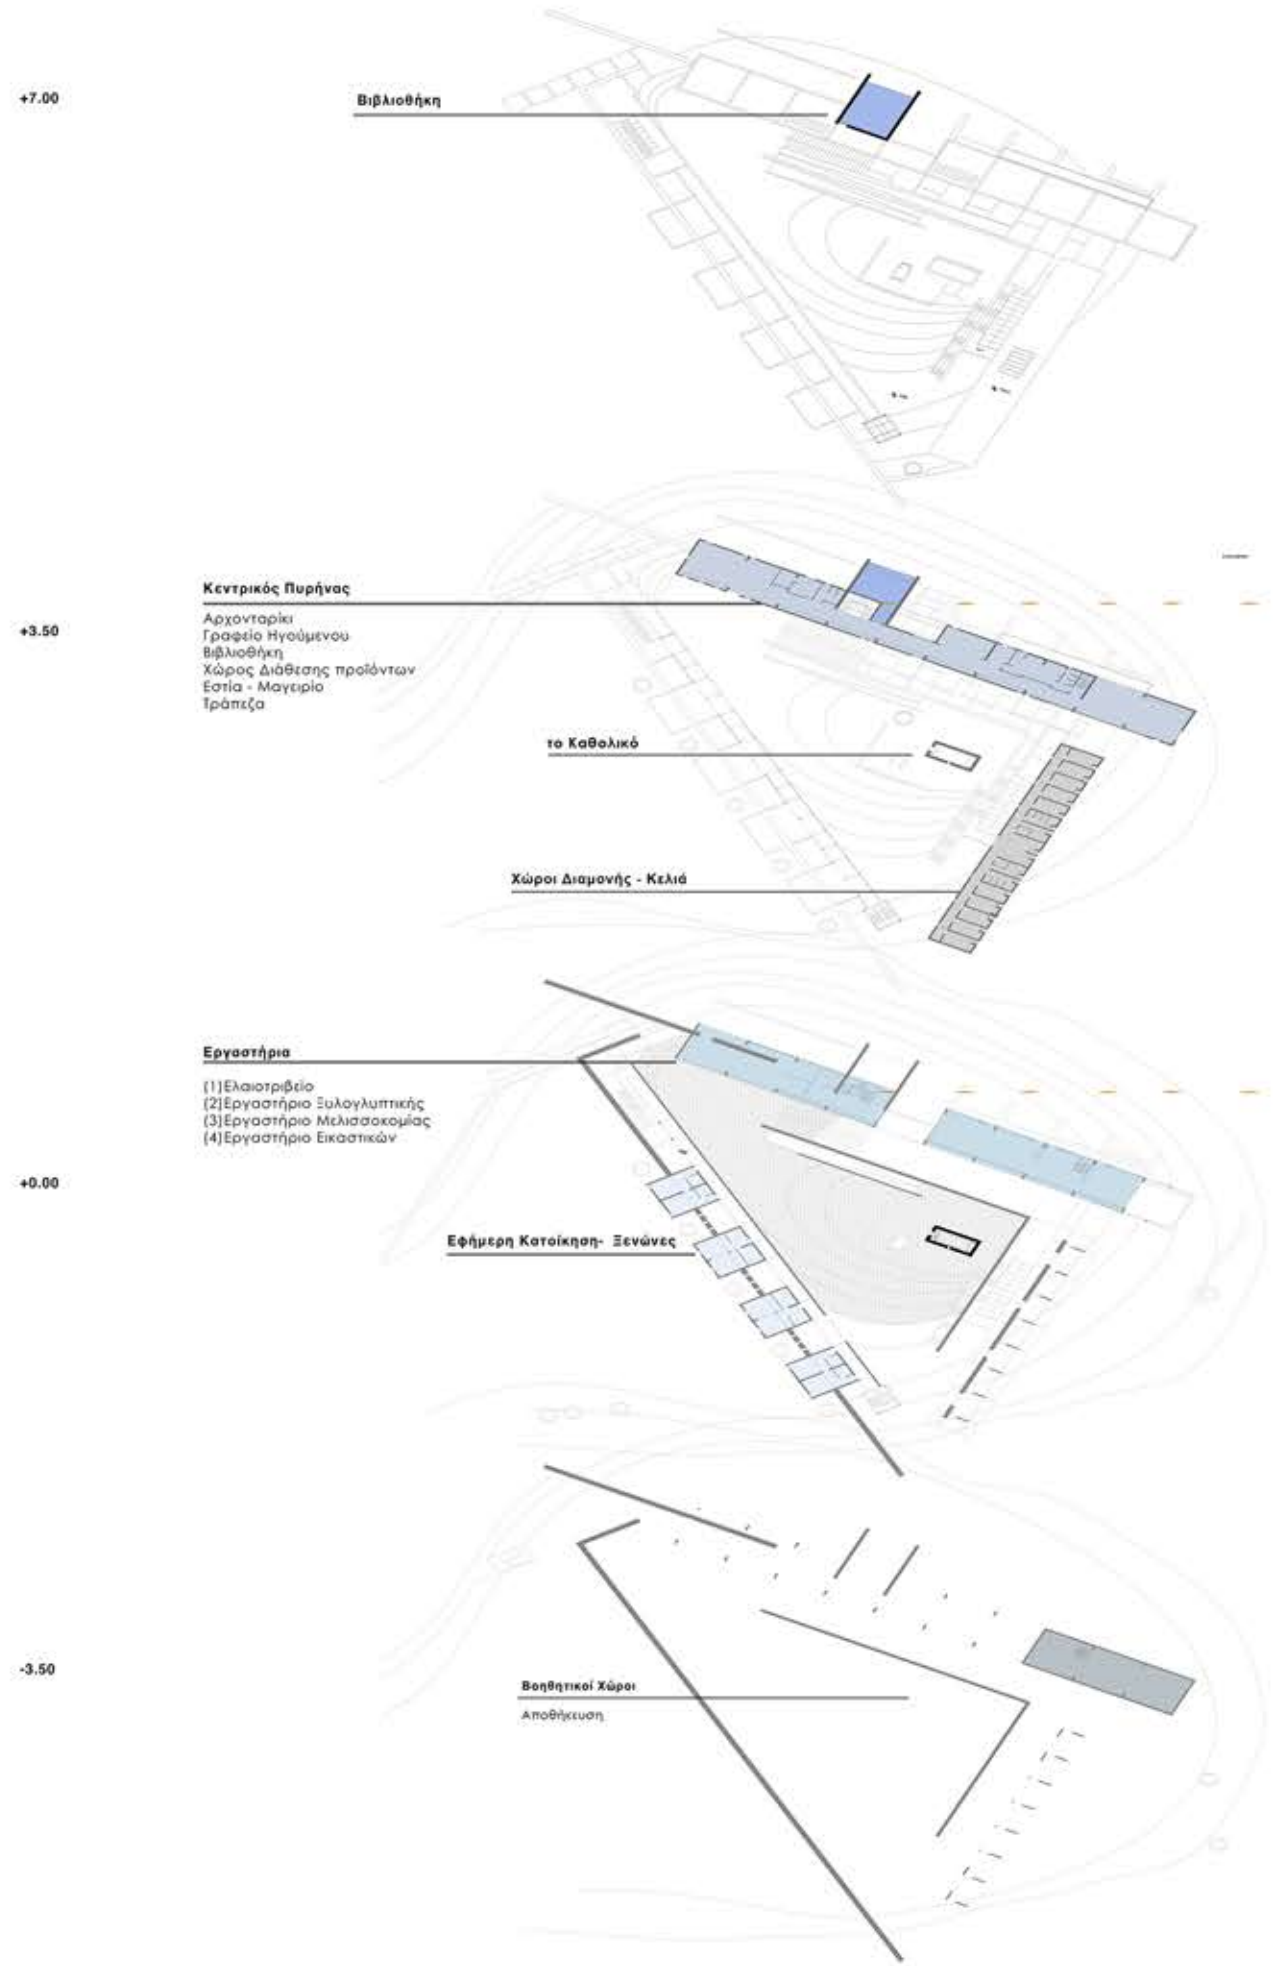 +7.00
Βιβλιοθήκη
Κεντρικός Πυρήνας
+3.50
Αρχονταρίκι
Γραφείο Ηγούμενου
Βιβλιοθήκη
Χώρος Διάθεσης προϊόντων
Εστία - Μαγειρίο
Τράπεζα
το Καθολικό
Χώροι Διαμονής - Κελιά
Εργαστήρια
(1)Ελαιοτριβείο
(2)Εργαστήριο Ξυλογλυπτικής
(3)Εργαστήριο Μελισσοκομίας
(4)Εργαστήριο Εικαστικών
+0.00
Εφήμερη Κατοίκηση- Ξενώνες
-3.50
Βοηθητικοί Χώροι
Αποθήκευση